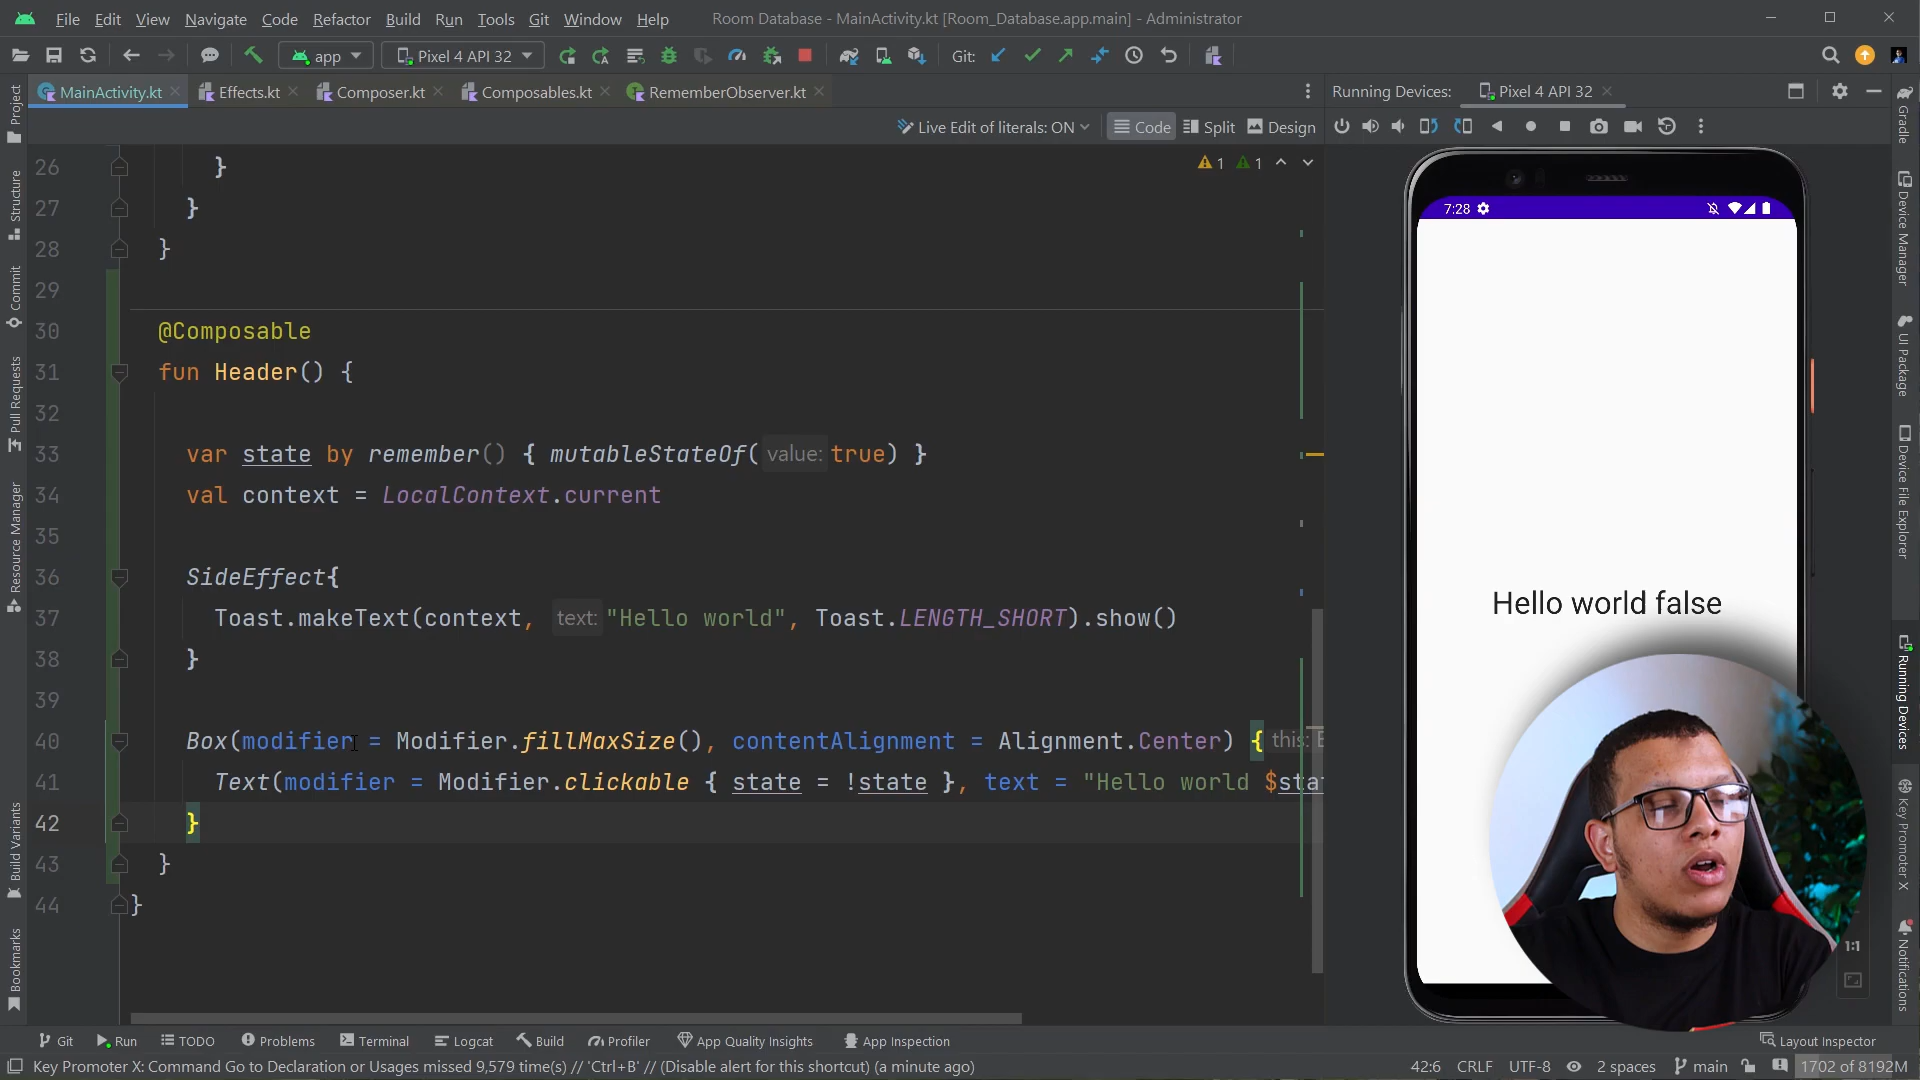 File Edit View Navigate Code Refactor Build Run Tools Git Window Help Room Database - MainActivity.kt [Room_Database.app.main] - Administrator
app Pixel 4 API 32 Git:
MainActivity.kt Effects.kt Composer.kt Composables.kt RememberObserver.kt Running Devices: Pixel 4 API 32
Live Edit of literals: ON Code Split Design
1 1
26 }
27 }
28 }
29
30 @Composable
31 fun Header() {
32
33 var state by remember() { mutableStateOf( value: true) }
34 val context = LocalContext.current
35
36 SideEffect{
37 Toast.makeText(context, text: "Hello world", Toast.LENGTH_SHORT).show()
38 }
39
40 Box(modifier = Modifier.fillMaxSize(), contentAlignment = Alignment.Center) { this:
41 Text(modifier = Modifier.clickable { state = !state }, text = "Hello world $sta
42 }
43 }
44 }
Project
Structure
Commit
Pull Requests
Resource Manager
Build Variants
Bookmarks
7:28
Hello world false
1:1
Gradle
Device Manager
UI Package
Device File Explorer
Running Devices
Key Promoter X
Notifications
Git Run TODO Problems Terminal Logcat Build Profiler App Quality Insights App Inspection Layout Inspector
Key Promoter X: Command Go to Declaration or Usages missed 9,579 time(s) // 'Ctrl+B' // (Disable alert for this shortcut) (a minute ago) 42:6 CRLF UTF-8 2 spaces main 1702 of 8192M